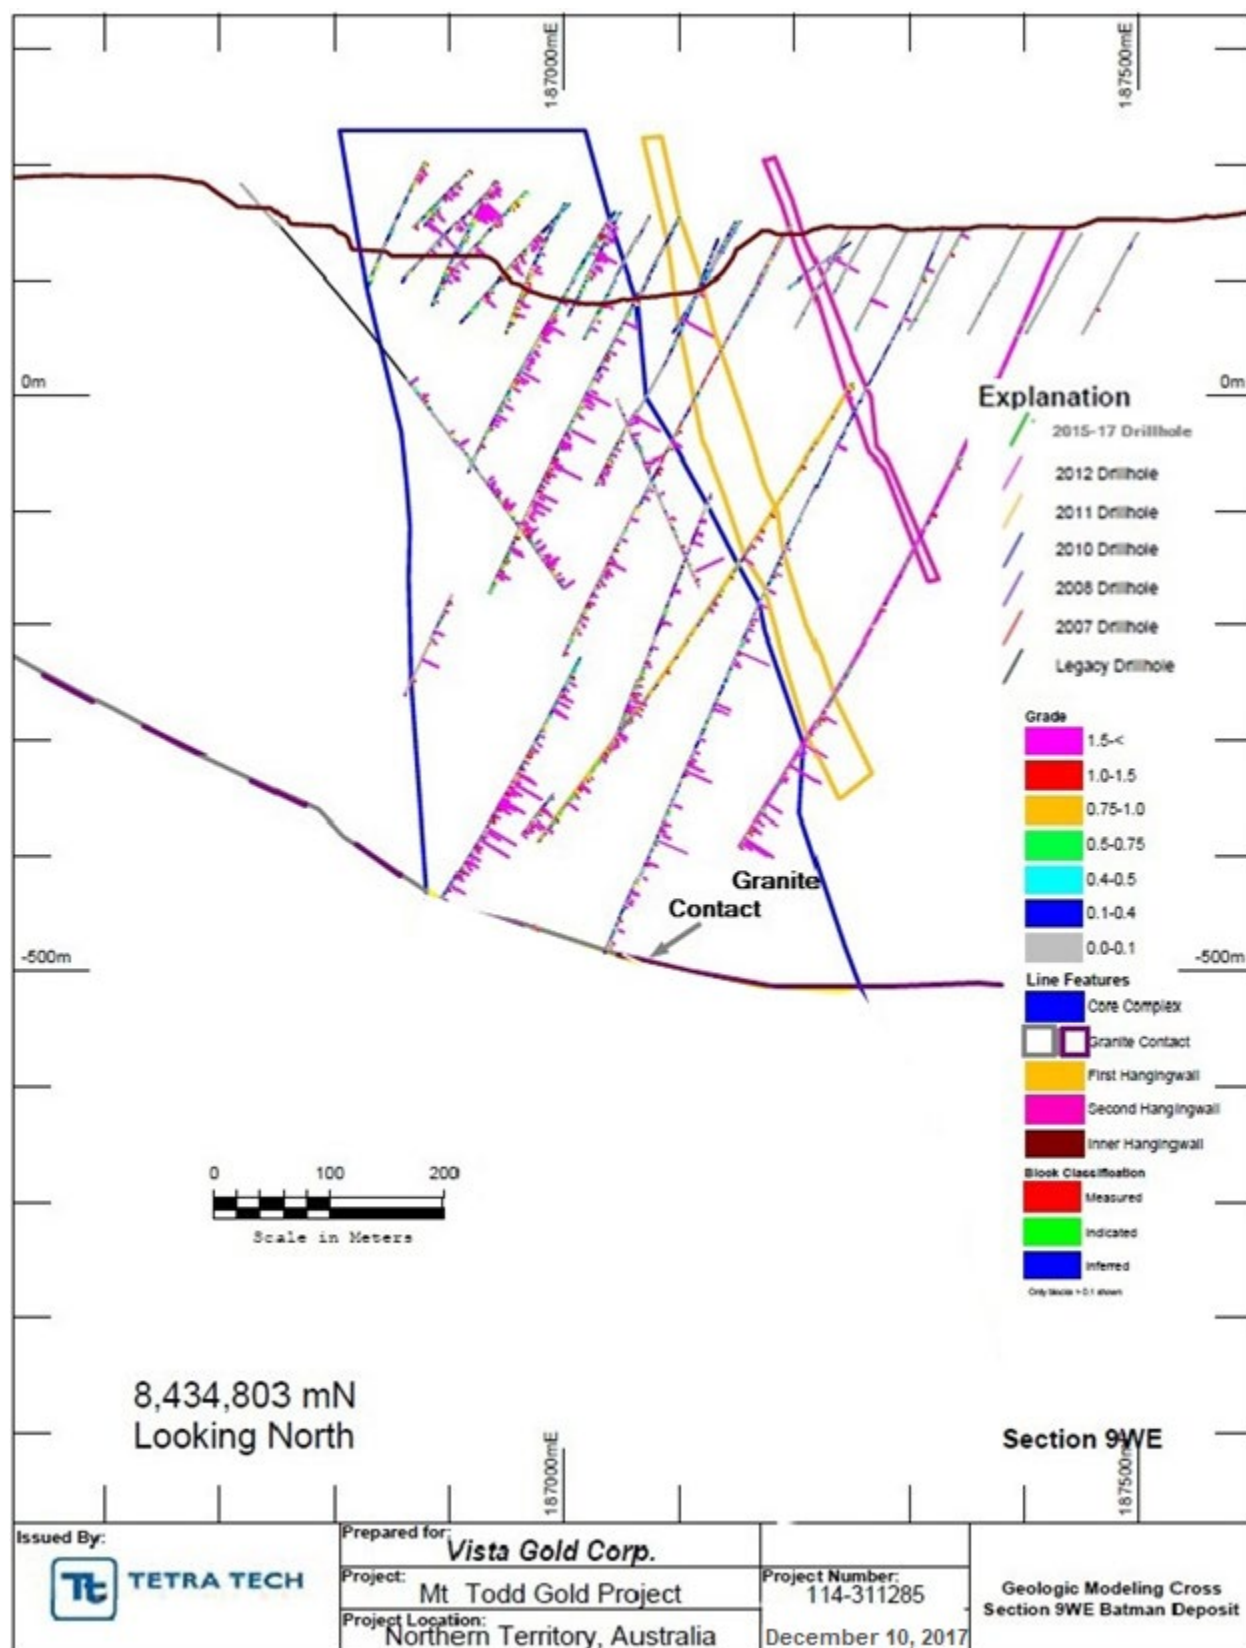 187000mE
187500mE
0m
0m
Explanation
2015-17 Drillhole
2012 Drillhole
2011 Drillhole
2010 Drillhole
2008 Drillhole
2007 Drillhole
Legacy Drillhole
Grade
1.5-<
1.0-1.5
0.75-1.0
0.5-0.75
0.4-0.5
0.1-0.4
0.0-0.1
Granite
Contact
-500m
-500m
Line Features
Core Complex
Granite Contact
First Hangingwall
Second Hangingwall
Inner Hangingwall
Block Classification
Measured
Indicated
Inferred
Only blocks > 0.1 shown
0 100 200
Scale in Meters
8,434,803 mN
Looking North
Section 9WE
187000mE
187500mE
Issued By:
TETRA TECH
Prepared for:
Vista Gold Corp.
Project:
Mt Todd Gold Project
Project Number:
114-311285
Project Location:
Northern Territory, Australia
December 10, 2017
Geologic Modeling Cross
Section 9WE Batman Deposit